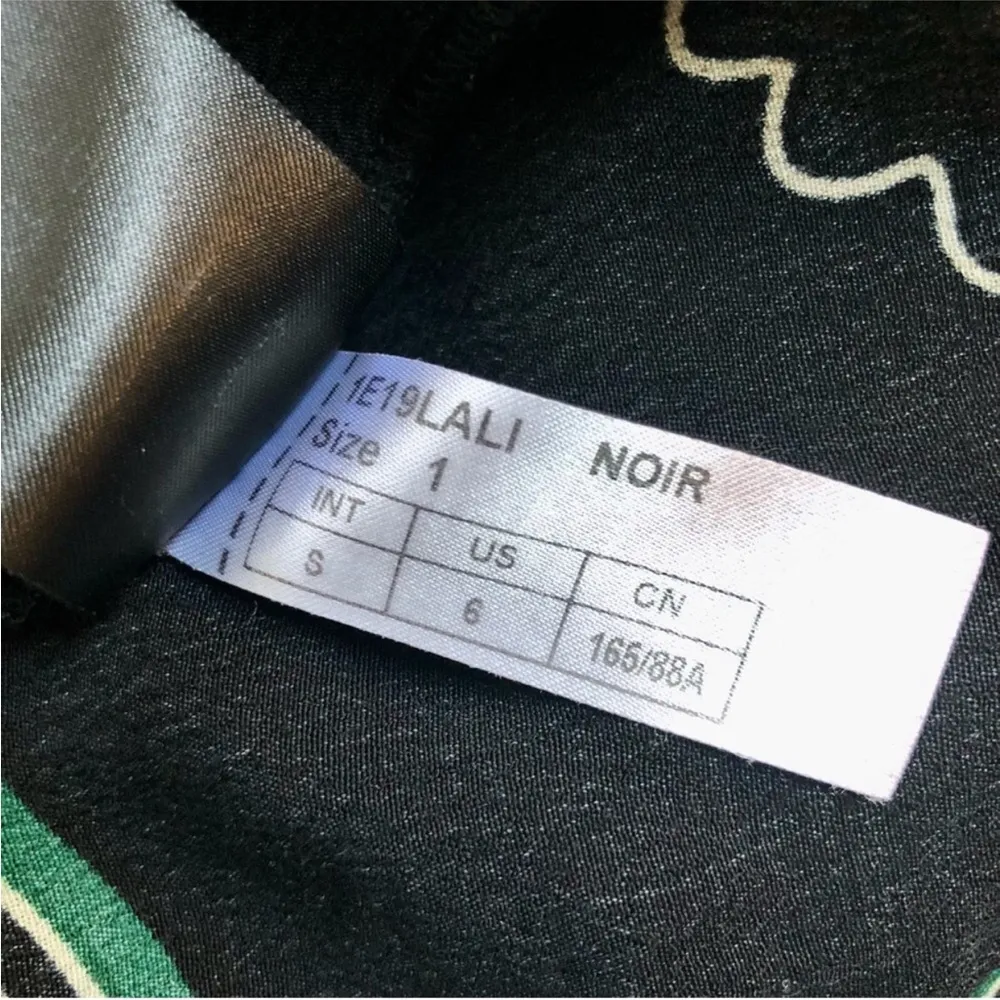 1E19LALI NOIR
Size 1
INT US CN
S 6 165/88A